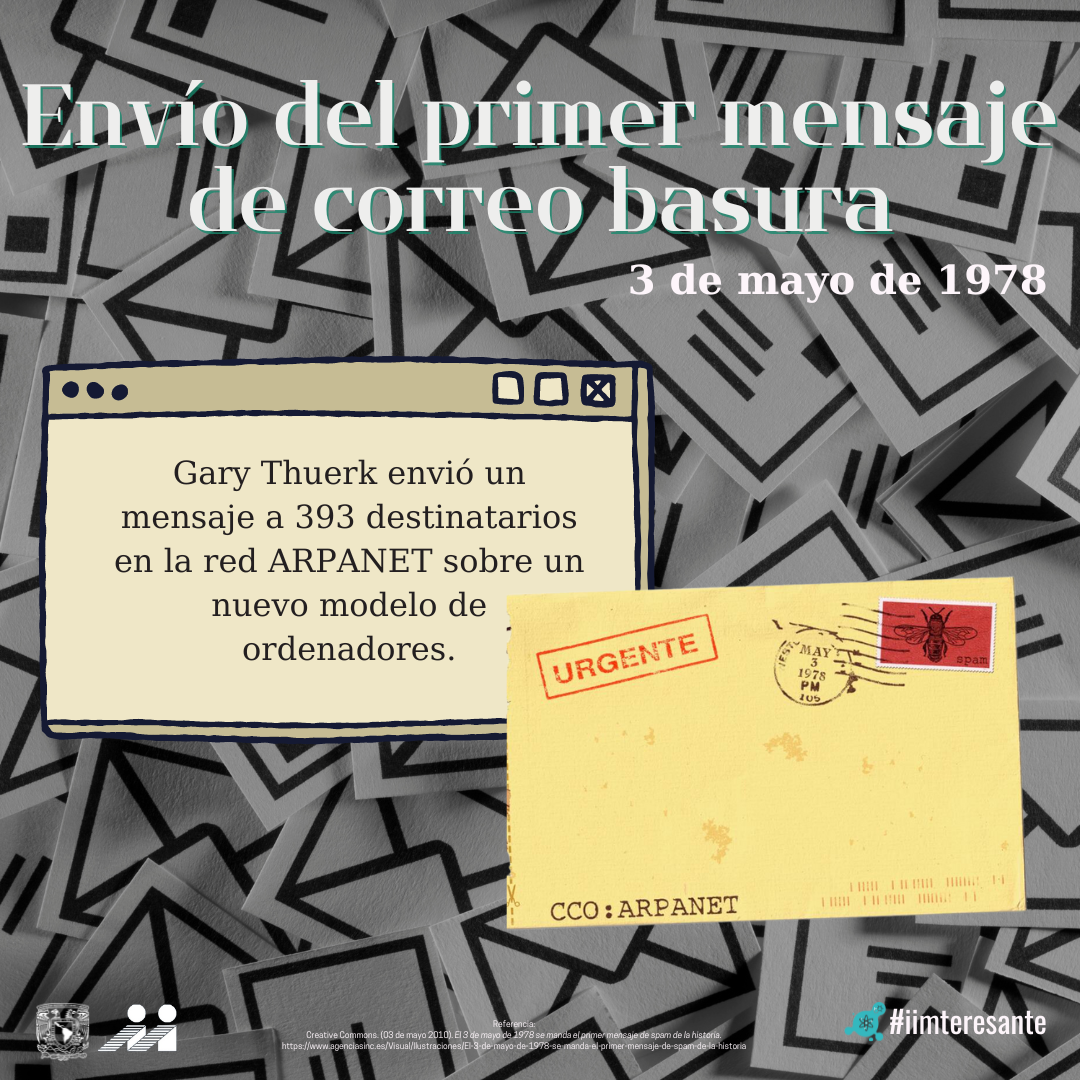 Envío del primer mensaje
de correo basura
3 de mayo de 1978
Gary Thuerk envió un
mensaje a 393 destinatarios
en la red ARPANET sobre un
nuevo modelo de
ordenadores.
URGENTE
MAY
3
1978
PM
106
spam
CCO:ARPANET
Referencia:
Creative Commons. (03 de mayo 2010). El 3 de mayo de 1978 se manda el primer mensaje de spam de la historia.
https://www.agenciasinc.es/Visual/Ilustraciones/El-3-de-mayo-de-1978-se-manda-el-primer-mensaje-de-spam-de-la-historia
#iimteresante